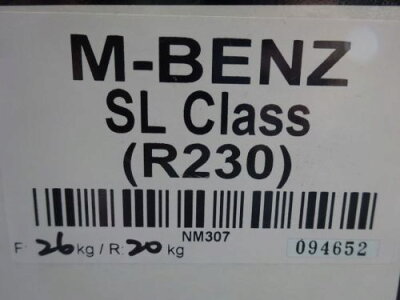 M-BENZ
SL Class
(R230)
NM307
F: 26 kg / R: 20 kg
094652